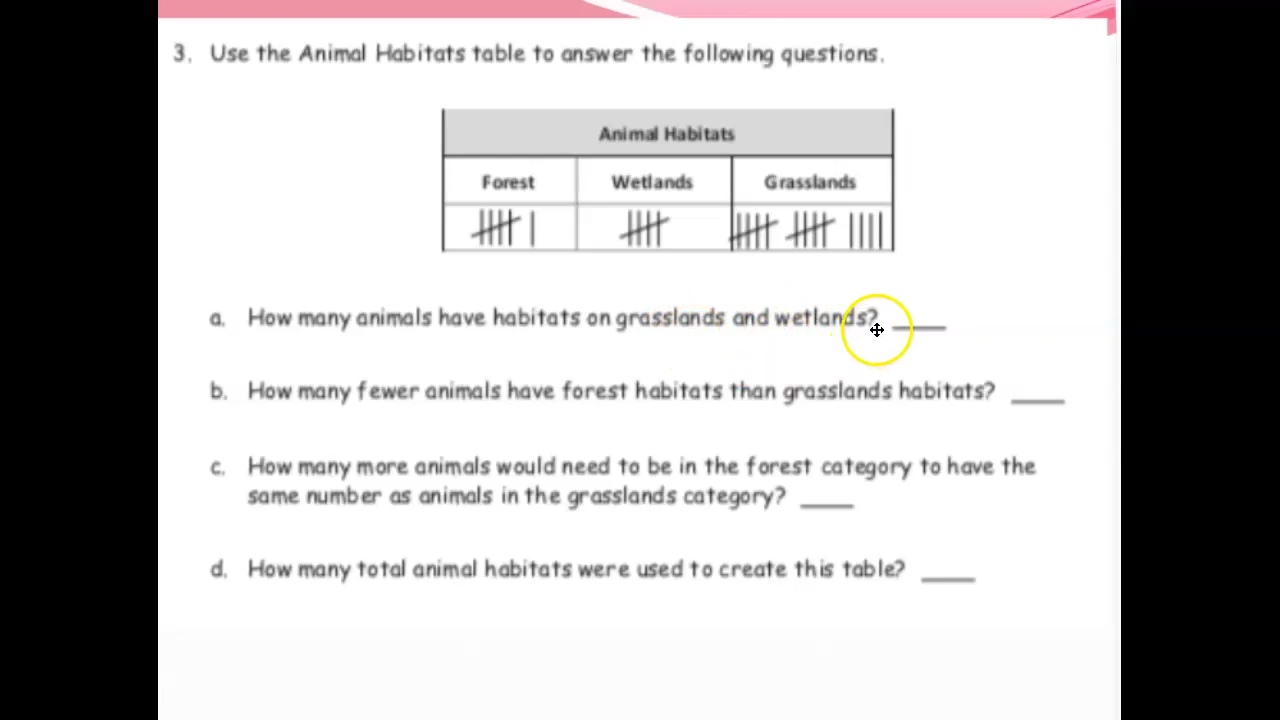 3. Use the Animal Habitats table to answer the following questions.
Animal Habitats
Forest Wetlands Grasslands
a. How many animals have habitats on grasslands and wetlands? ____
b. How many fewer animals have forest habitats than grasslands habitats? ____
c. How many more animals would need to be in the forest category to have the
same number as animals in the grasslands category? ____
d. How many total animal habitats were used to create this table? ____